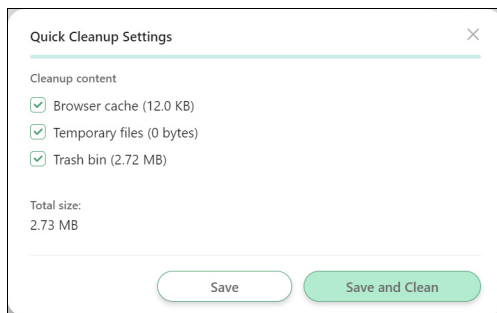 Quick Cleanup Settings
Cleanup content
Browser cache (12.0 KB)
Temporary files (0 bytes)
Trash bin (2.72 MB)
Total size:
2.73 MB
Save
Save and Clean